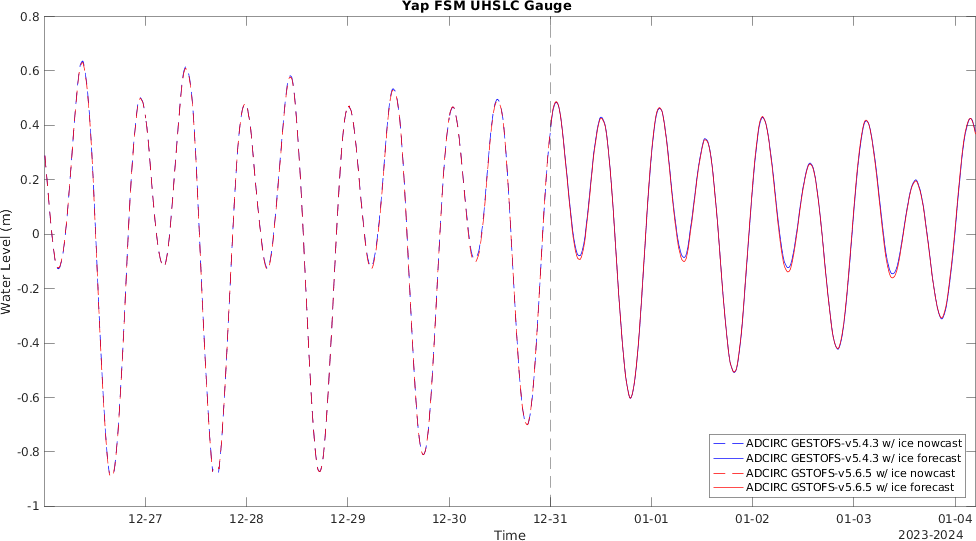 Yap FSM UHSLC Gauge
0.8
0.6
0.4
0.2
0
-0.2
-0.4
-0.6
-0.8
-1
Water Level (m)
ADCIRC GESTOFS-v5.4.3 w/ ice nowcast
ADCIRC GESTOFS-v5.4.3 w/ ice forecast
ADCIRC GSTOFS-v5.6.5 w/ ice nowcast
ADCIRC GSTOFS-v5.6.5 w/ ice forecast
12-27 12-28 12-29 12-30 12-31 01-01 01-02 01-03 01-04
Time
2023-2024